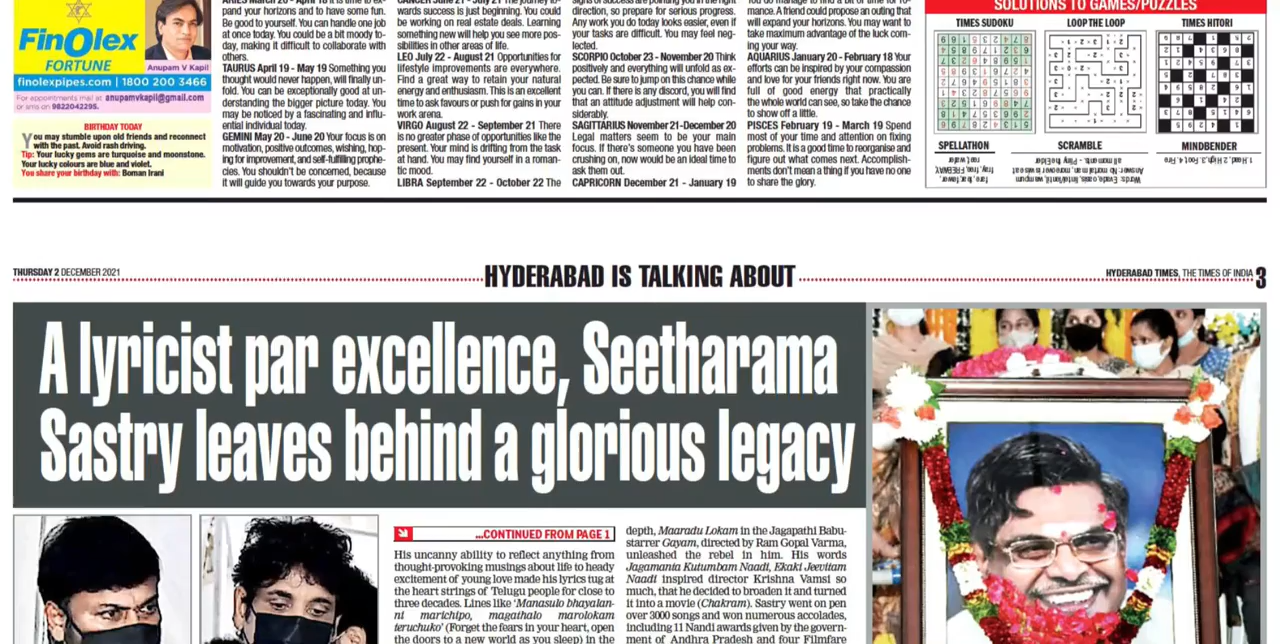 FinOlex
FORTUNE
Anupam V Kapil
finolexpipes.com | 1800 200 3466
For appointments mail at anupamvkapil@gmail.com
or sms on 9822042295.
BIRTHDAY TODAY
You may stumble upon old friends and reconnect
with the past. Avoid rash driving.
Tip: Your lucky gems are turquoise and moonstone.
Your lucky colours are blue and violet.
You share your birthday with: Boman Irani
pand your horizons and to have some fun.
Be good to yourself. You can handle one job
at once today. You could be a bit moody to-
day, making it difficult to collaborate with
others.
TAURUS April 19 - May 19 Something you
thought would never happen, will finally un-
fold. You can be exceptionally good at un-
derstanding the bigger picture today. You
may be noticed by a fascinating and influ-
ential individual today.
GEMINI May 20 - June 20 Your focus is on
motivation, positive outcomes, wishing, hop-
ing for improvement, and self-fulfilling prophe-
cies. You shouldn't be concerned, because
it will guide you towards your purpose.
wards success is just beginning. You could
be working on real estate deals. Learning
something new will help you see more pos-
sibilities in other areas of life.
LEO July 22 - August 21 Opportunities for
lifestyle improvements are everywhere.
Find a great way to retain your natural
energy and enthusiasm. This is an excellent
time to ask favours or push for gains in your
work arena.
VIRGO August 22 - September 21 There
is no greater phase of opportunities like the
present. Your mind is drifting from the task
at hand. You may find yourself in a roman-
tic mood.
LIBRA September 22 - October 22 The
signs of success are pointing you in the right
direction, so prepare for serious progress.
Any work you do today looks easier, even if
your tasks are difficult. You may feel neg-
lected.
SCORPIO October 23 - November 20 Think
positively and everything will unfold as ex-
pected. Be sure to jump on this chance while
you can. If there is any discord, you will find
that an attitude adjustment will help con-
siderably.
SAGITTARIUS November 21-December 20
Legal matters seem to be your main
focus. If there's someone you have been
crushing on, now would be an ideal time to
ask them out.
CAPRICORN December 21 - January 19
You do manage to find a bit of time for ro-
mance. A friend could propose an outing that
will expand your horizons. You may want to
take maximum advantage of the luck com-
ing your way.
AQUARIUS January 20 - February 18 Your
efforts can be inspired by your compassion
and love for your friends right now. You are
full of good energy that practically
the whole world can see, so take the chance
to show off a little.
PISCES February 19 - March 19 Spend
most of your time and attention on fixing
problems. It is a good time to reorganise and
figure out what comes next. Accomplish-
ments don't mean a thing if you have no one
to share the glory.
SOLUTIONS TO GAMES/PUZZLES
TIMES SUDOKU
LOOP THE LOOP
TIMES HITORI
SPELLATHON
SCRAMBLE
MINDBENDER
THURSDAY 2 DECEMBER 2021
HYDERABAD IS TALKING ABOUT
HYDERABAD TIMES, THE TIMES OF INDIA 3
A lyricist par excellence, Seetharama
Sastry leaves behind a glorious legacy
...CONTINUED FROM PAGE 1
His uncanny ability to reflect anything from
thought-provoking musings about life to heady
excitement of young love made his lyrics tug at
the heart strings of Telugu people for close to
three decades. Lines like 'Manasulo bhayalan-
ni marichipo, magathalo marolokam
teruchuko' (Forget the fears in your heart, open
the doors to a new world as you sleep) in the
depth, Maaradu Lokam in the Jagapathi Babu-
starrer Gayam, directed by Ram Gopal Varma,
unleashed the rebel in him. His words
Jagamania Kutumbam Naadi, Ekaki Jeevitam
Naadi inspired director Krishna Vamsi so
much, that he decided to broaden it and turned
it into a movie (Chakram). Sastry went on pen
over 3000 songs and won numerous accolades,
including 11 Nandi awards given by the govern-
ment of Andhra Pradesh and four Filmfare